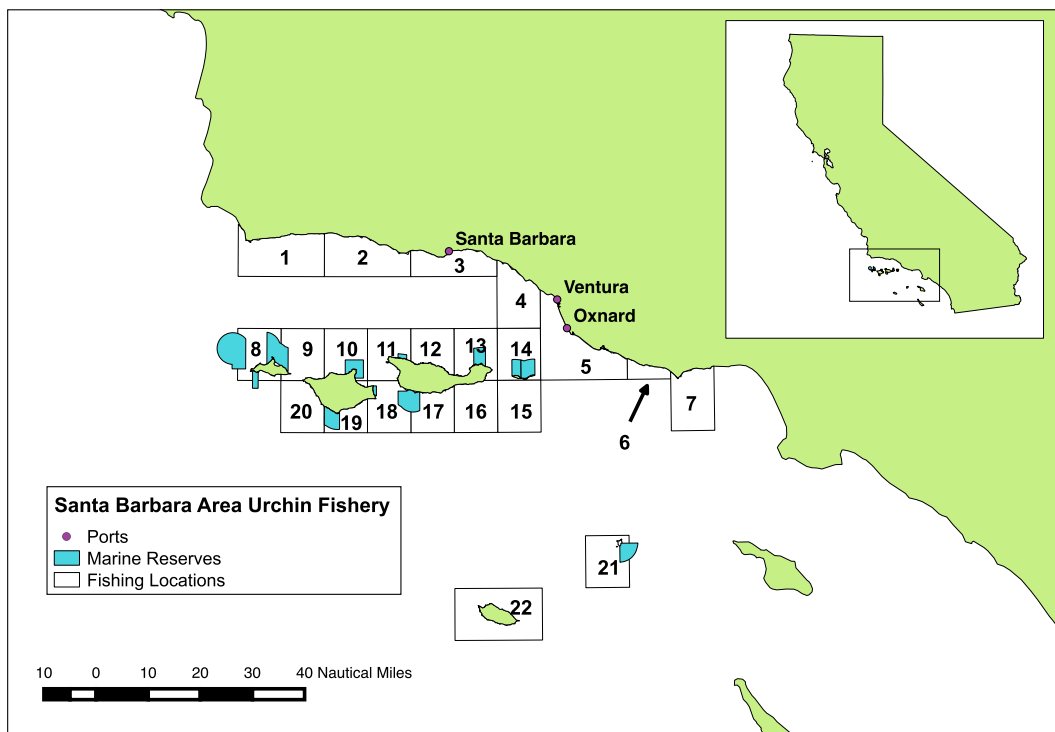 Santa Barbara
1
2
3
Ventura
4
Oxnard
8
9
10
11
12
13
14
5
20
19
18
17
16
15
7
6
Santa Barbara Area Urchin Fishery
Ports
Marine Reserves
Fishing Locations
21
22
10 0 10 20 30 40 Nautical Miles